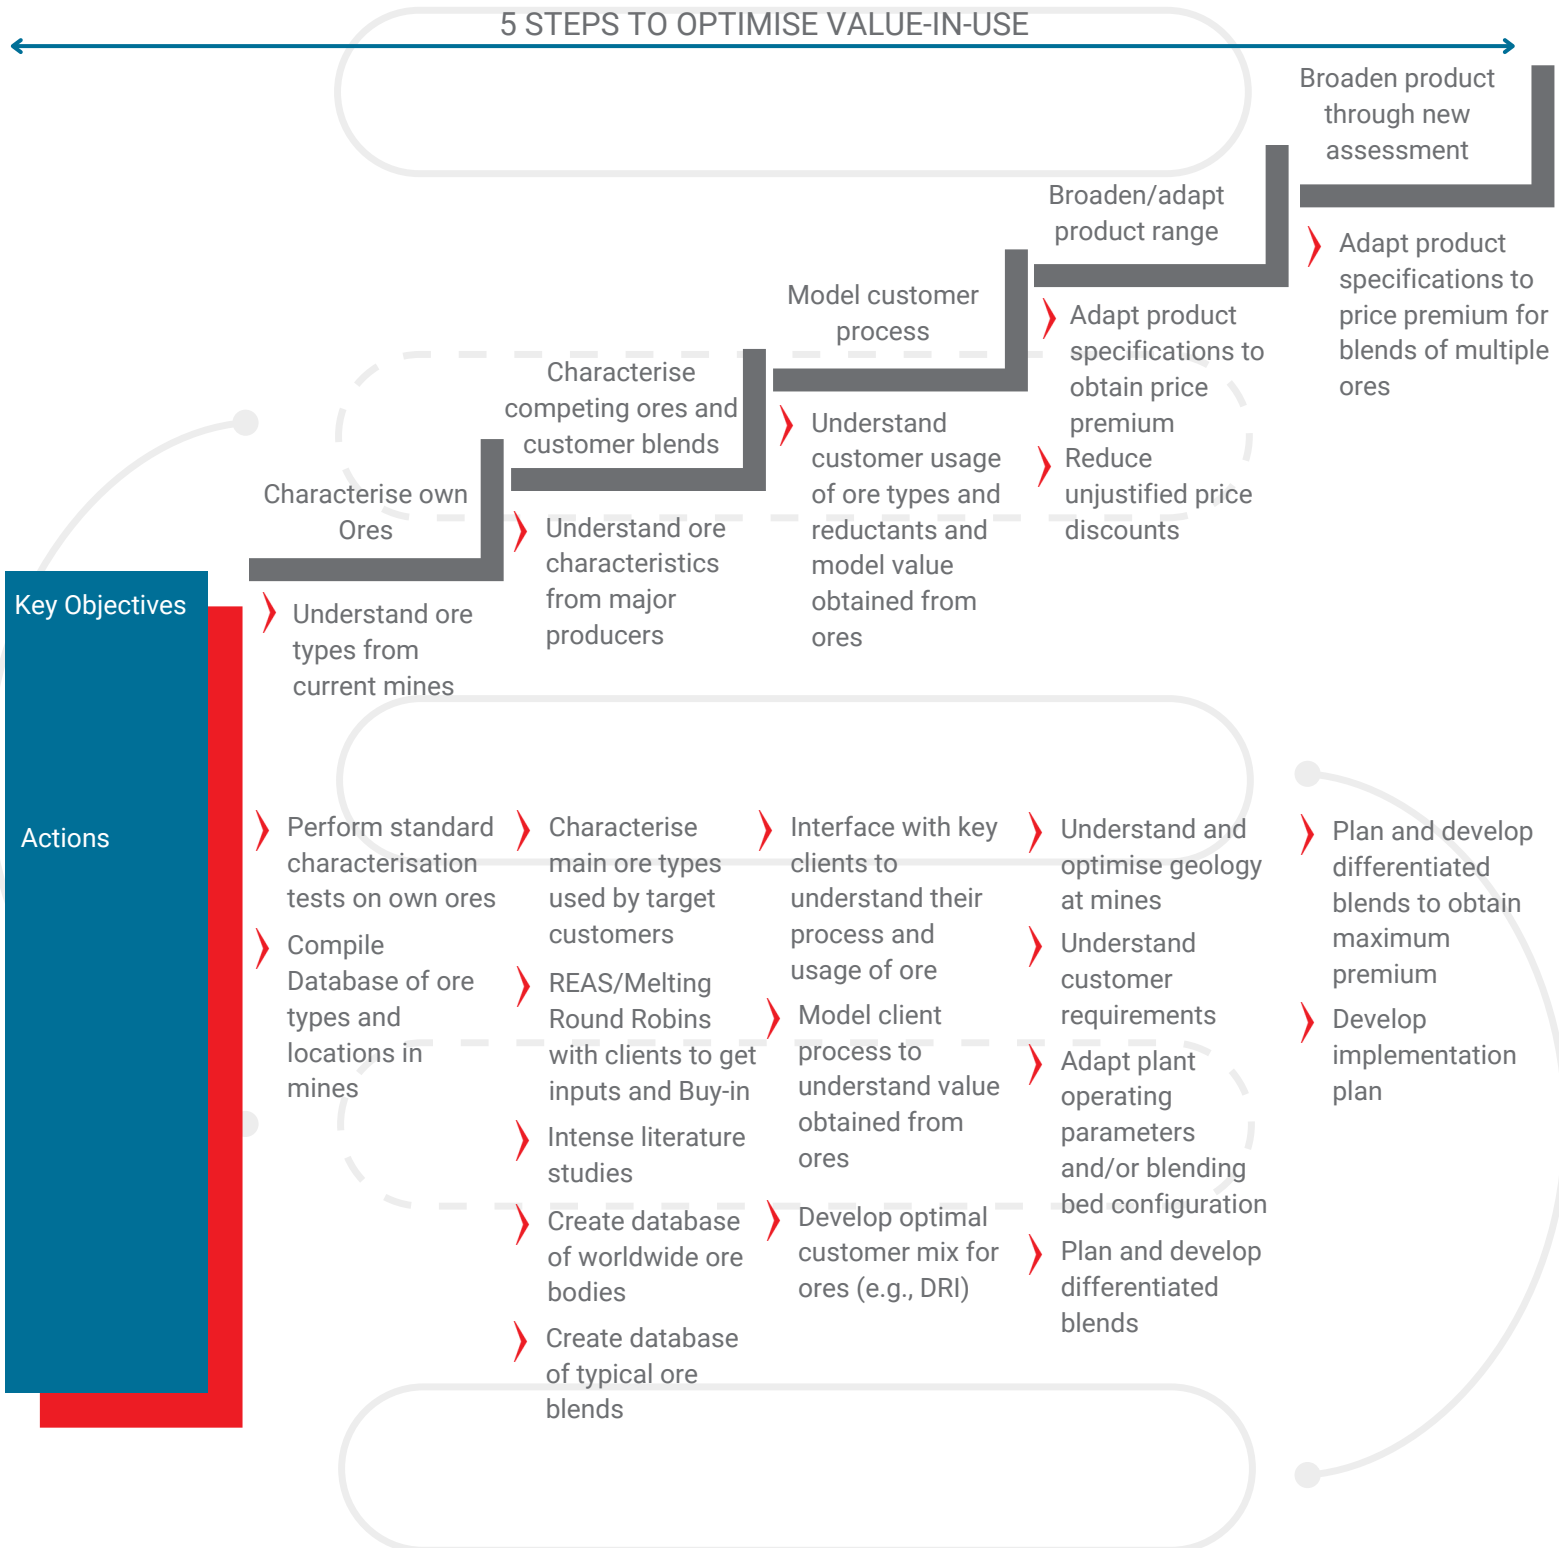 5 STEPS TO OPTIMISE VALUE-IN-USE
Characterise own
Ores
Characterise
competing ores and
customer blends
Model customer
process
Broaden/adapt
product range
Broaden product
through new
assessment
Key Objectives
Understand ore
types from
current mines
Understand ore
characteristics
from major
producers
Understand
customer usage
of ore types and
reductants and
model value
obtained from
ores
Adapt product
specifications to
obtain price
premium
Reduce
unjustified price
discounts
Adapt product
specifications to
price premium for
blends of multiple
ores
Actions
Perform standard
characterisation
tests on own ores
Compile
Database of ore
types and
locations in
mines
Characterise
main ore types
used by target
customers
REAS/Melting
Round Robins
with clients to get
inputs and Buy-in
Intense literature
studies
Create database
of worldwide ore
bodies
Create database
of typical ore
blends
Interface with key
clients to
understand their
process and
usage of ore
Model client
process to
understand value
obtained from
ores
Develop optimal
customer mix for
ores (e.g., DRI)
Understand and
optimise geology
at mines
Understand
customer
requirements
Adapt plant
operating
parameters
and/or blending
bed configuration
Plan and develop
differentiated
blends
Plan and develop
differentiated
blends to obtain
maximum
premium
Develop
implementation
plan